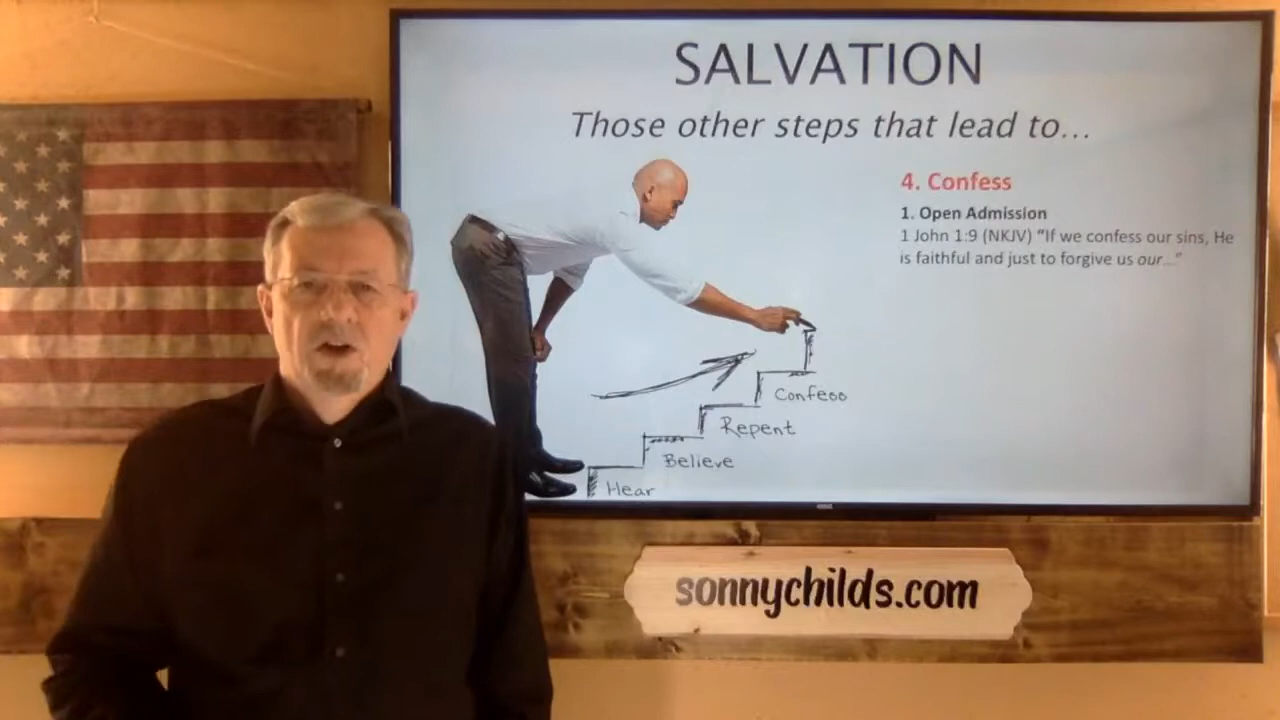 SALVATION
Those other steps that lead to...
4. Confess
1. Open Admission
1 John 1:9 (NKJV) "If we confess our sins, He
is faithful and just to forgive us our..."
Confess
Repent
Believe
Hear
sonnychilds.com